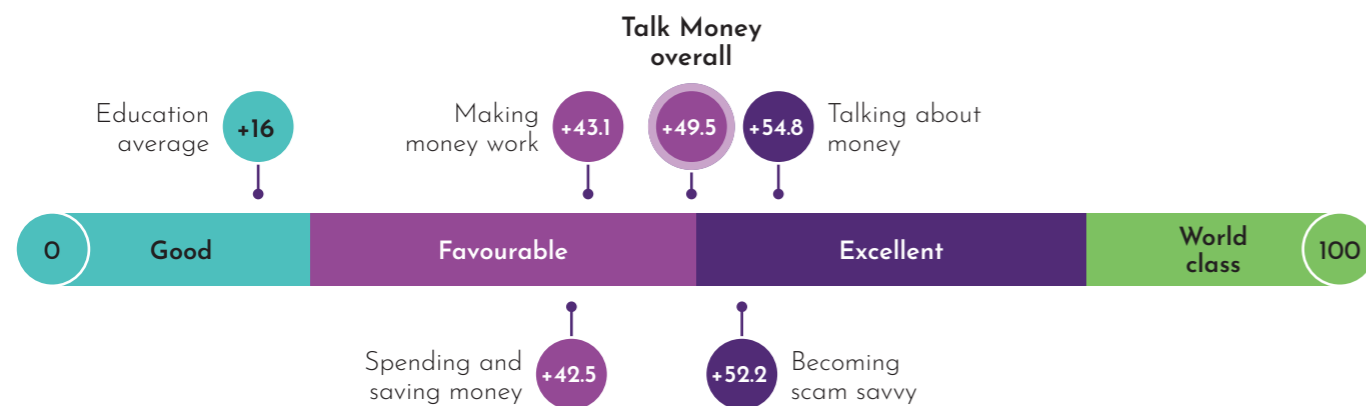 Talk Money
overall
Education
average
+16
Making
money work
+43.1
+49.5
+54.8
Talking about
money
0
Good
Favourable
Excellent
World
class
100
Spending and
saving money
+42.5
+52.2
Becoming
scam savvy